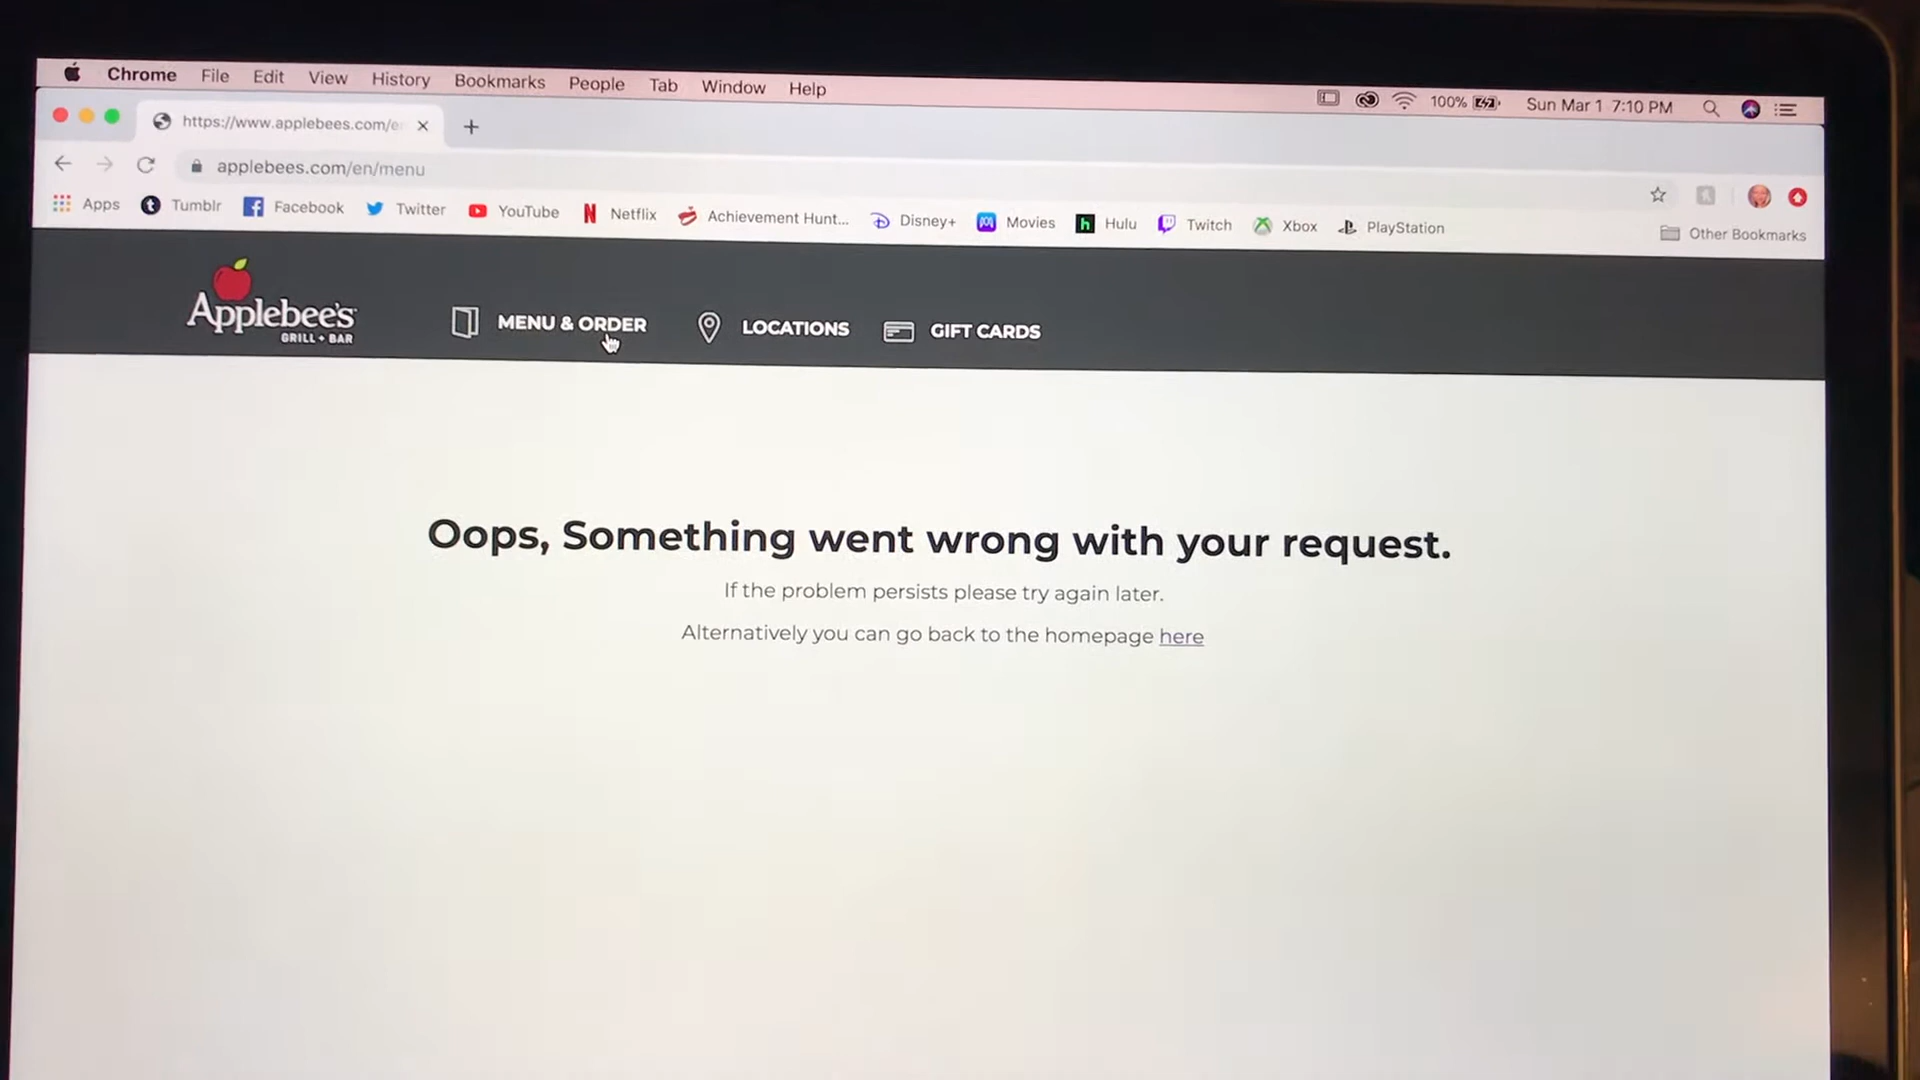 Chrome File Edit View History Bookmarks People Tab Window Help 100% Sun Mar 1 7:10 PM
https://www.applebees.com/e
applebees.com/en/menu
Apps Tumblr Facebook Twitter YouTube Netflix Achievement Hunt... Disney+ Movies Hulu Twitch Xbox PlayStation Other Bookmarks
Applebee's
GRILL + BAR
MENU & ORDER LOCATIONS GIFT CARDS
Oops, Something went wrong with your request.
If the problem persists please try again later.
Alternatively you can go back to the homepage here